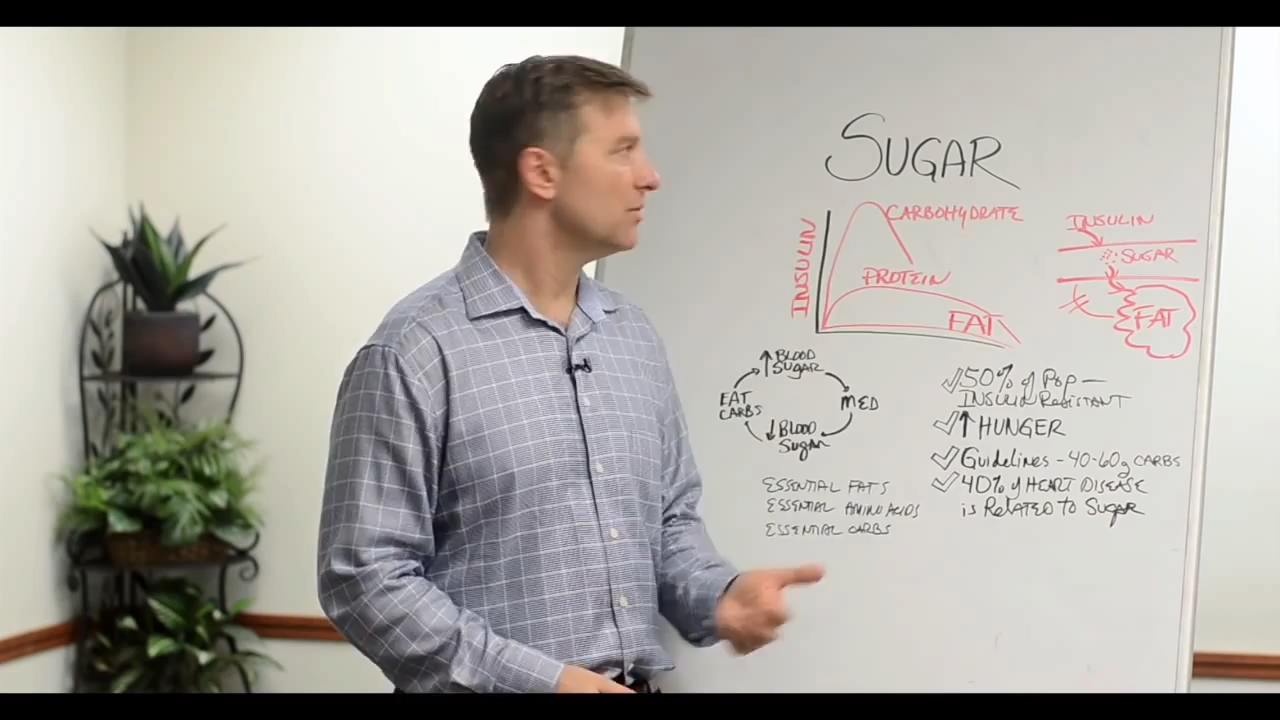 SUGAR
INSULIN
CARBOHYDRATE
PROTEIN
FAT
INSULIN
SUGAR
FAT
↑ BLOOD
SUGAR
MED
↓ BLOOD
SUGAR
EAT
CARBS
ESSENTIAL FATS
ESSENTIAL AMINO ACIDS
ESSENTIAL CARBS
✓ 50% of Pop —
INSULIN RESISTANT
✓ ↑ HUNGER
✓ Guidelines - 40-60g CARBS
✓ 40% of HEART DISEASE
is RELATED TO SUGAR